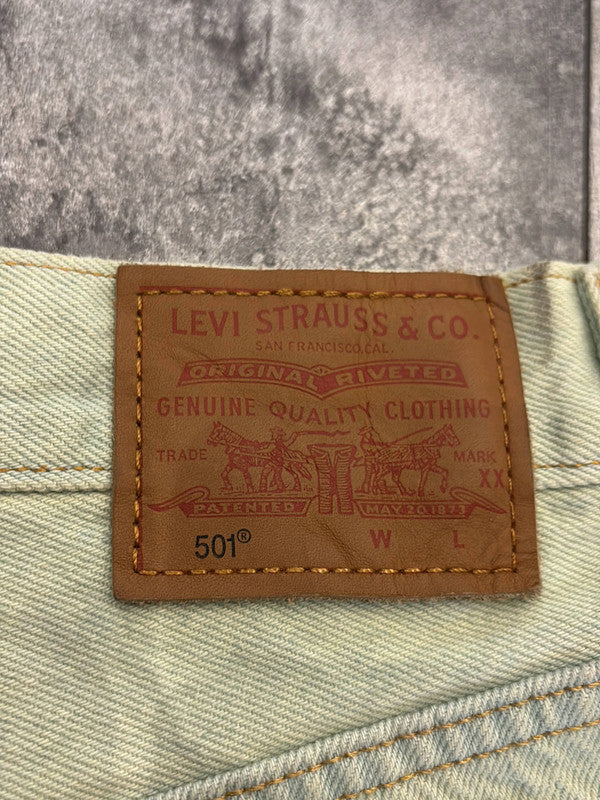 LEVI STRAUSS & CO.
SAN FRANCISCO, CAL.
ORIGINAL RIVETED
GENUINE QUALITY CLOTHING
TRADE MARK
XX
PATENTED MAY 20 1873
501® W L